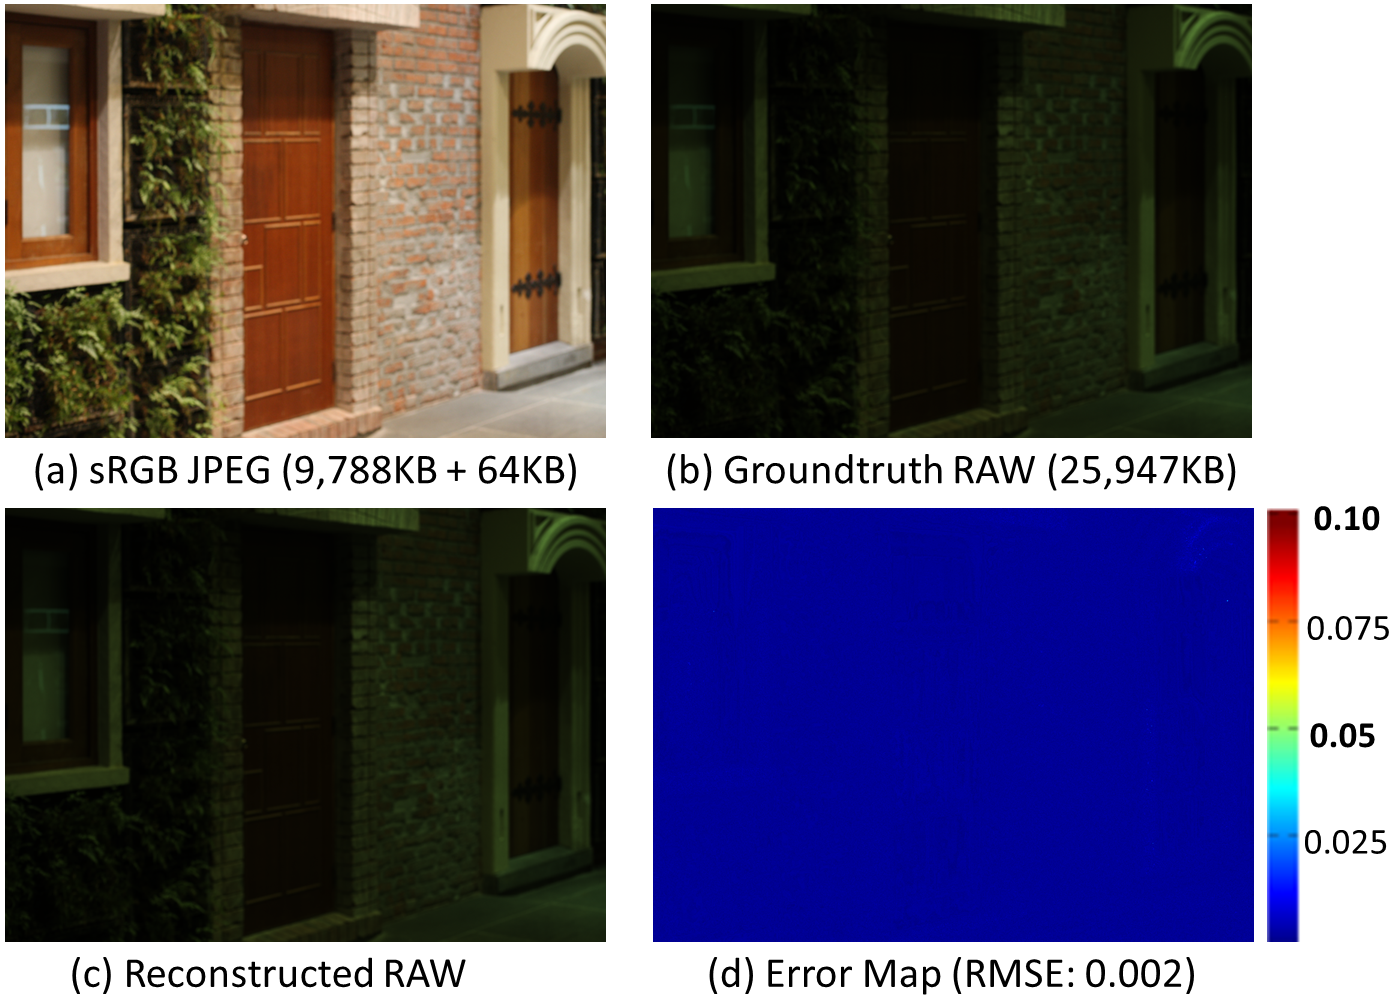 (a) sRGB JPEG (9,788KB + 64KB)
(b) Groundtruth RAW (25,947KB)
0.10
0.075
0.05
0.025
(c) Reconstructed RAW
(d) Error Map (RMSE: 0.002)